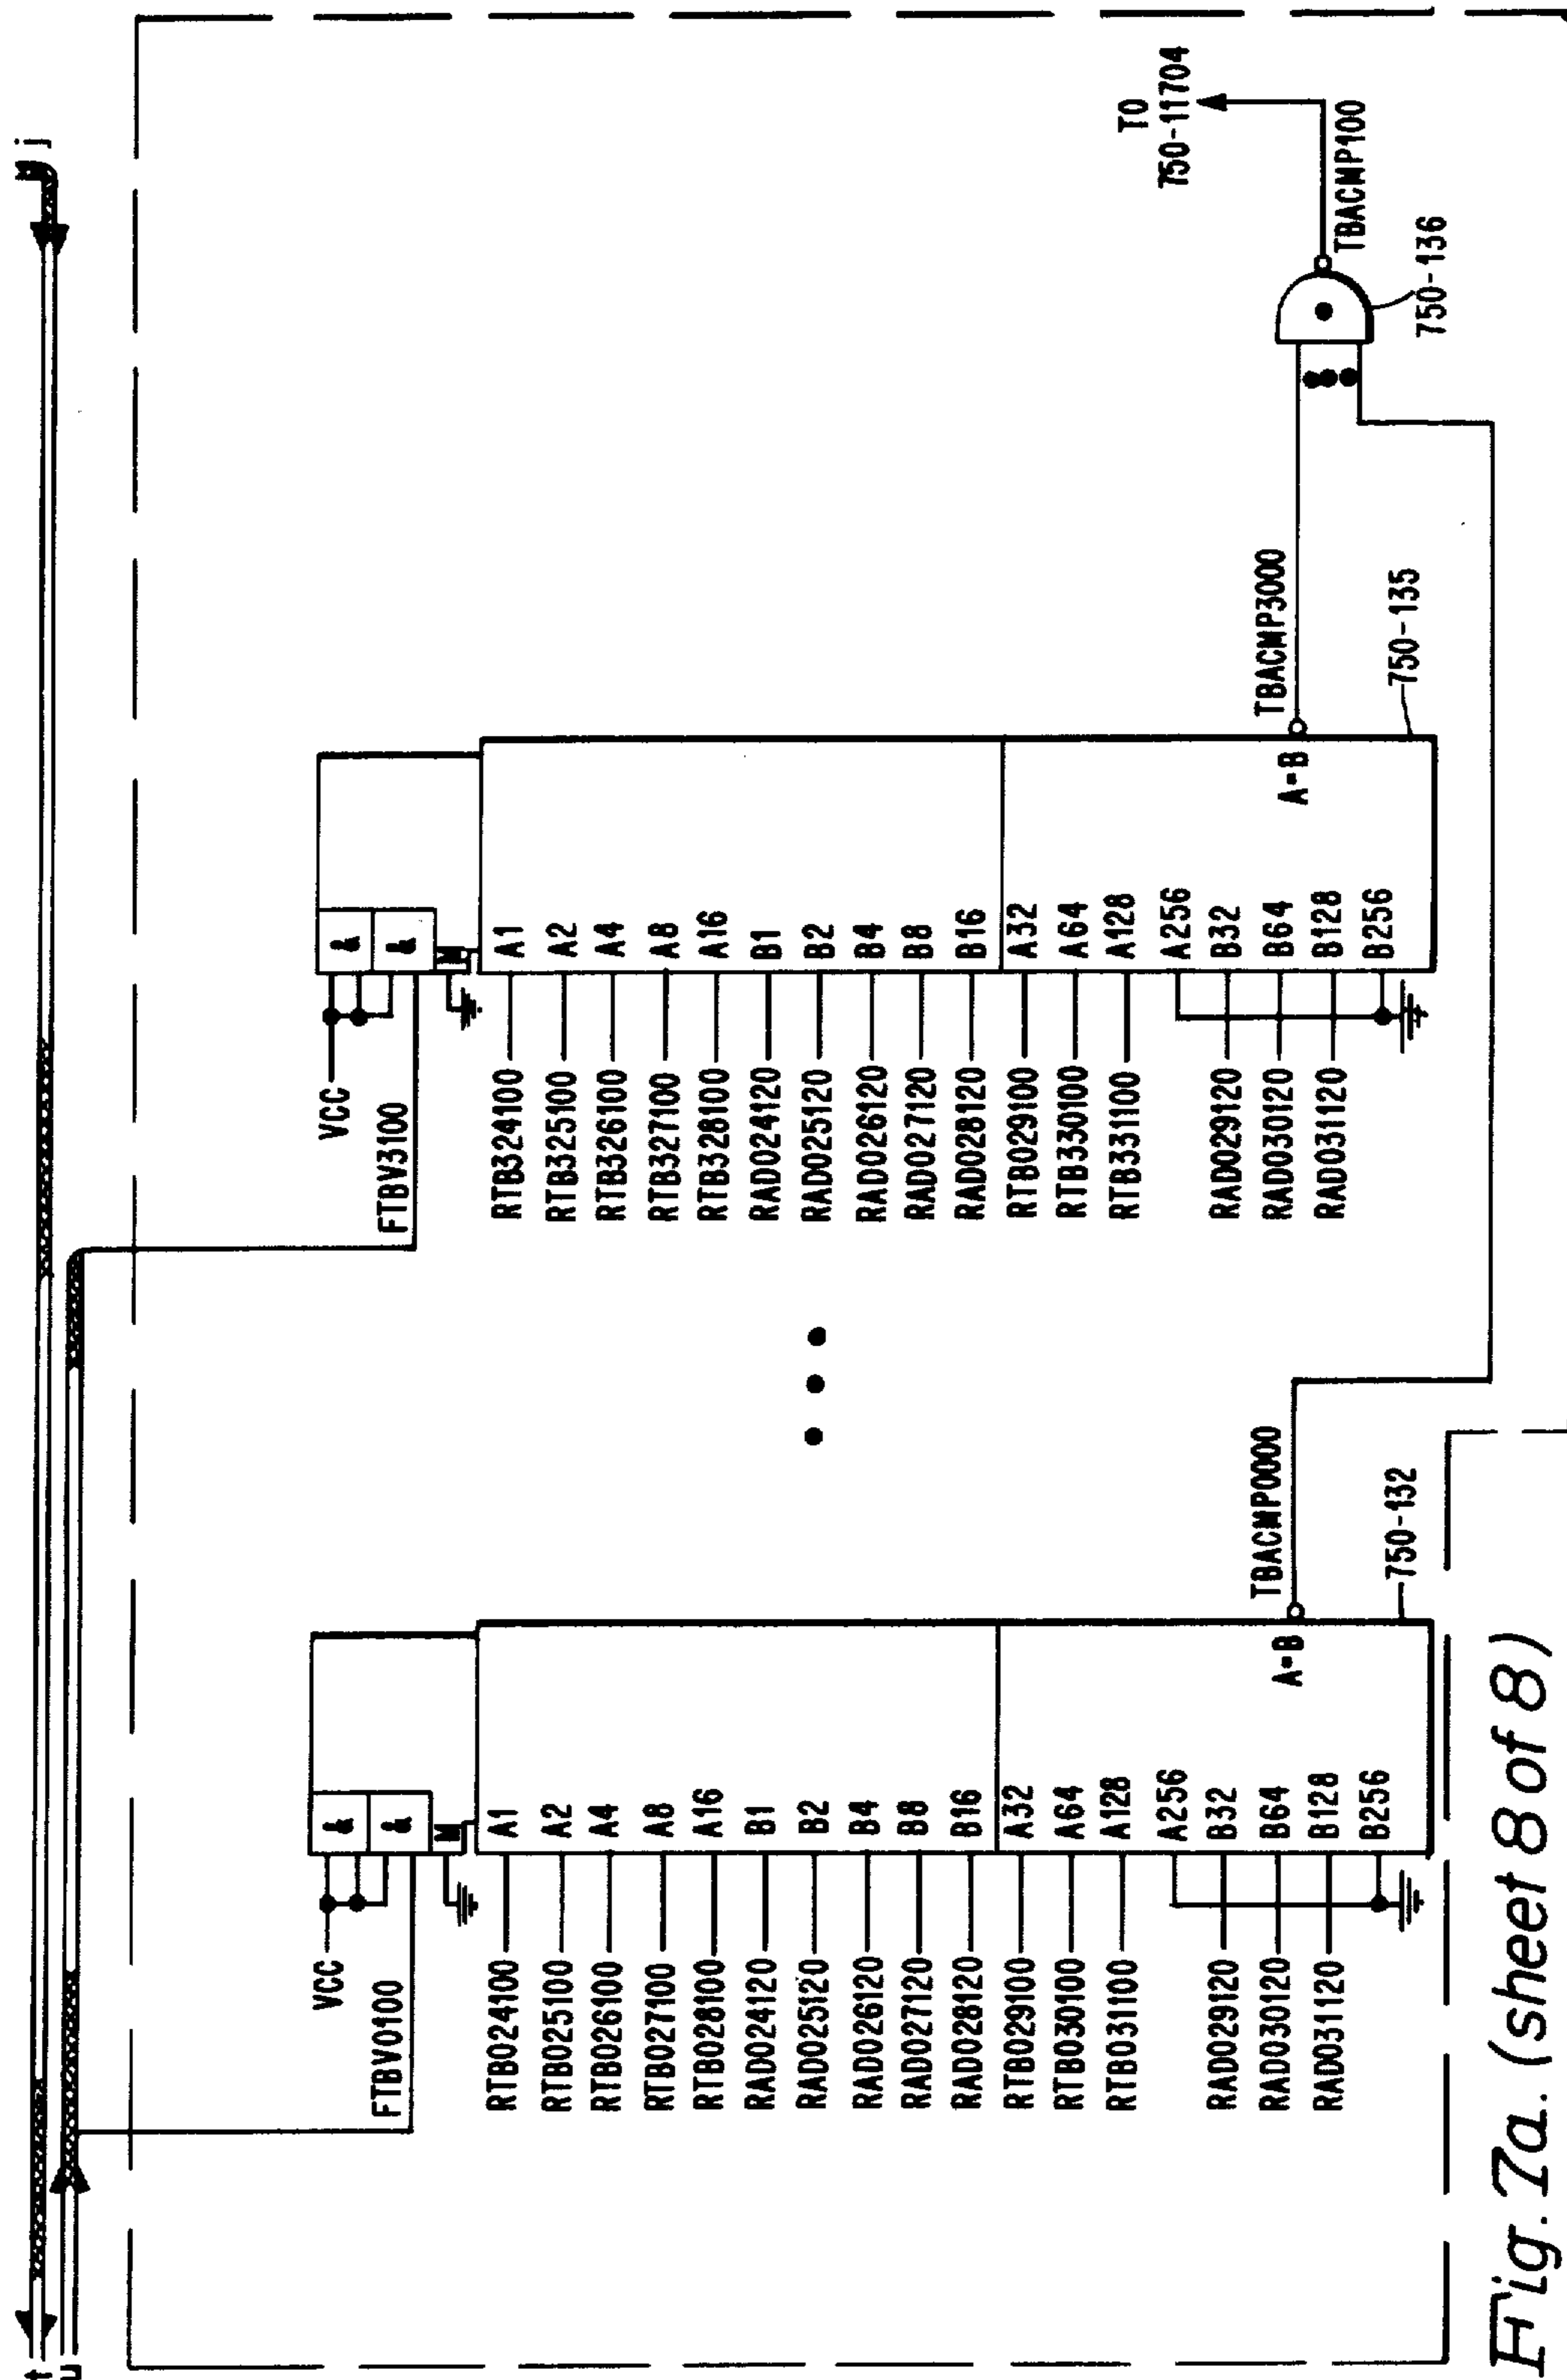 j
t
u
VCC
FTBV0100
&
&
M
RTB024100 A1
RTB025100 A2
RTB026100 A4
RTB027100 A8
RTB028100 A16
RAD024120 B1
RAD025120 B2
RAD026120 B4
RAD027120 B8
RAD028120 B16
RTB029100 A32
RTB030100 A64
RTB031100 A128
A256
RAD029120 B32
RAD030120 B64
RAD031120 B128
B256
A=B
TBACMP0000
750-132
VCC
FTBV3100
&
&
M
RTB324100 A1
RTB325100 A2
RTB326100 A4
RTB327100 A8
RTB328100 A16
RAD024120 B1
RAD025120 B2
RAD026120 B4
RAD027120 B8
RAD028120 B16
RTB029100 A32
RTB330100 A64
RTB331100 A128
A256
RAD029120 B32
RAD030120 B64
RAD031120 B128
B256
A=B
TBACMP3000
750-135
TBACMP100
750-136
TO
750-11704
Fig. 7a. (sheet 8 of 8)